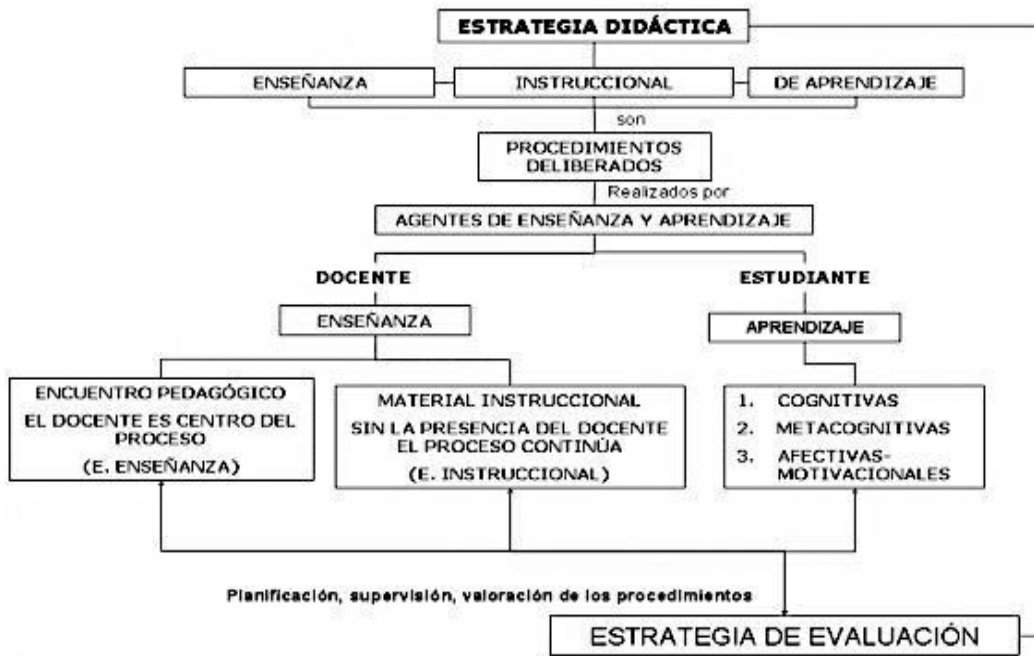 ESTRATEGIA DIDÁCTICA
ENSEÑANZA
INSTRUCCIONAL
DE APRENDIZAJE
son
PROCEDIMIENTOS
DELIBERADOS
Realizados por
AGENTES DE ENSEÑANZA Y APRENDIZAJE
DOCENTE
ESTUDIANTE
ENSEÑANZA
APRENDIZAJE
ENCUENTRO PEDAGÓGICO
EL DOCENTE ES CENTRO DEL
PROCESO
(E. ENSEÑANZA)
MATERIAL INSTRUCCIONAL
SIN LA PRESENCIA DEL DOCENTE
EL PROCESO CONTINÚA
(E. INSTRUCCIONAL)
1. COGNITIVAS
2. METACOGNITIVAS
3. AFECTIVAS-
MOTIVACIONALES
Planificación, supervisión, valoración de los procedimientos
ESTRATEGIA DE EVALUACIÓN